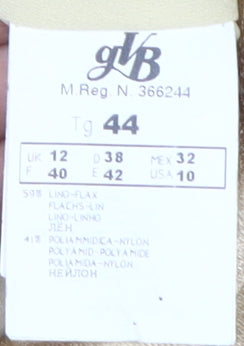 gVB
M.Reg. N. 366244
Tg 44
UK 12 D 38 MEX 32
F 40 E 42 USA 10
59% LINO-FLAX
FLACHS-LIN
LINO-LINHO
ЛЁН
41% POLIAMMIDICA-NYLON
POLYAMID-POLYAMIDE
POLIAMIDA-NYLON
НЕЙЛОН